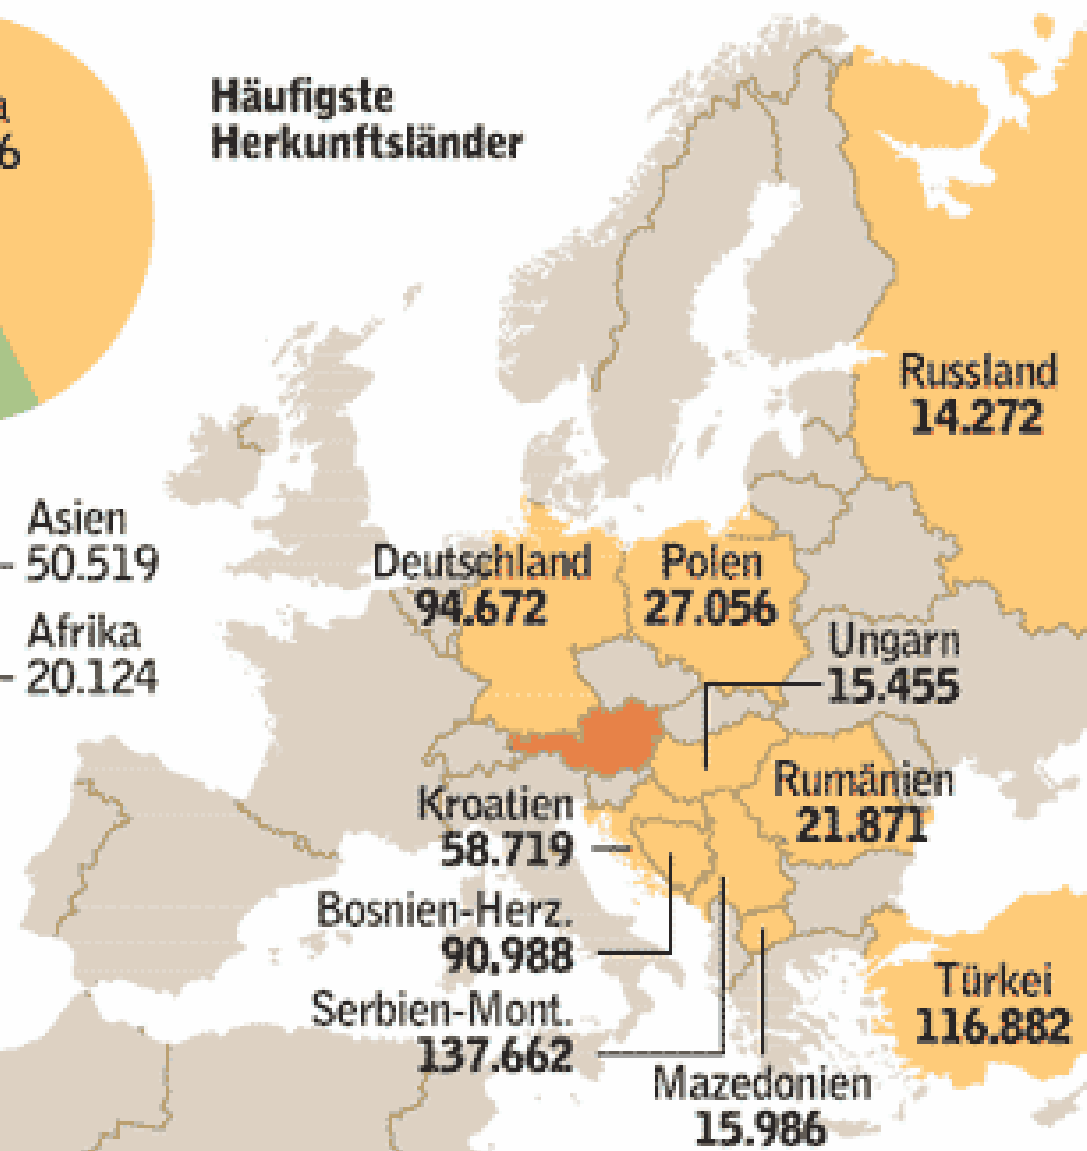 a
6
Häufigste
Herkunftsländer
Russland
14.272
Asien
50.519
Afrika
20.124
Deutschland
94.672
Polen
27.056
Ungarn
15.455
Rumänien
21.871
Kroatien
58.719
Bosnien-Herz.
90.988
Serbien-Mont.
137.662
Türkei
116.882
Mazedonien
15.986